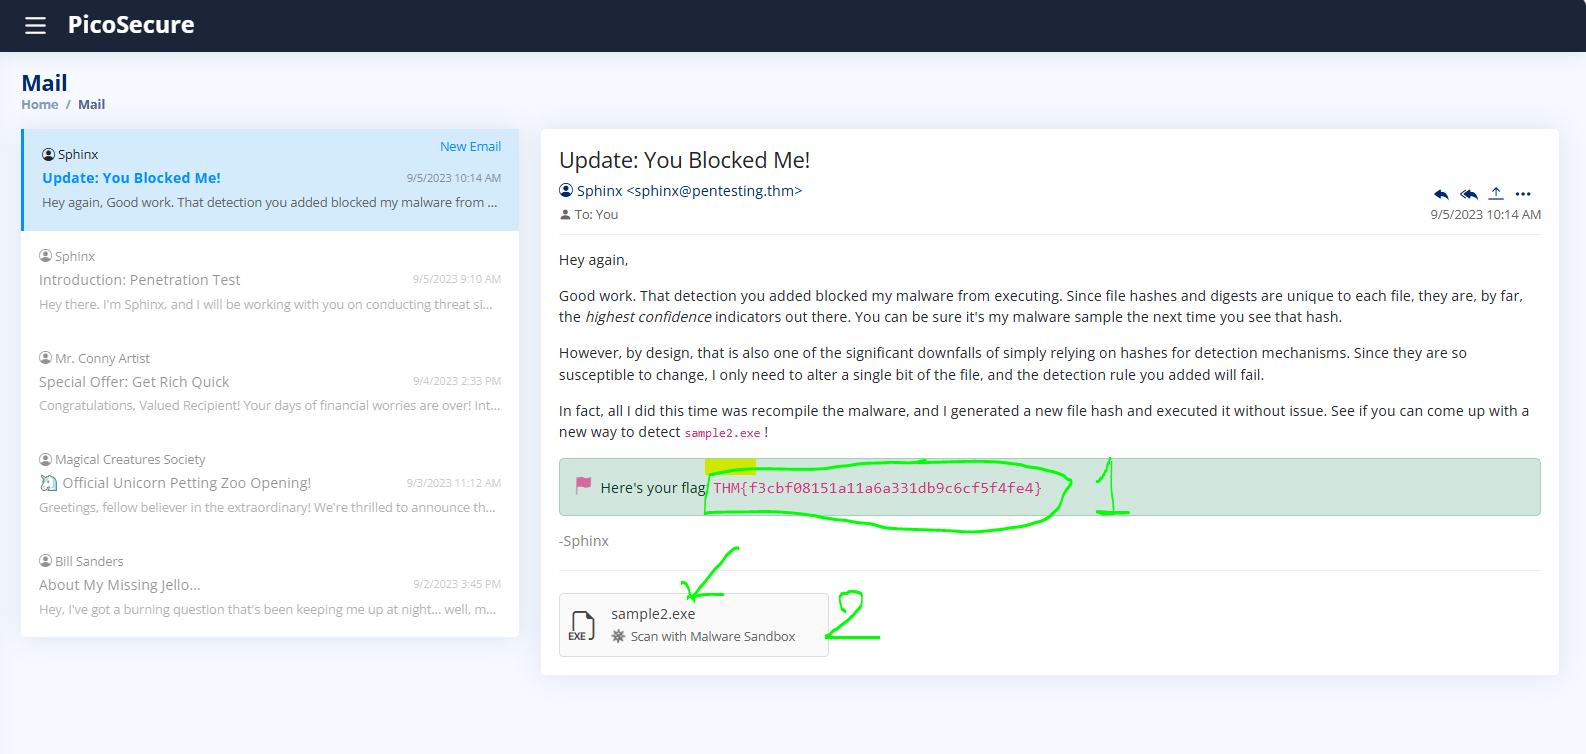 PicoSecure
Mail
Home / Mail
Sphinx
New Email
Update: You Blocked Me!
9/5/2023 10:14 AM
Hey again, Good work. That detection you added blocked my malware from ...
Sphinx
Introduction: Penetration Test
9/5/2023 9:10 AM
Hey there. I'm Sphinx, and I will be working with you on conducting threat si...
Mr. Conny Artist
Special Offer: Get Rich Quick
9/4/2023 2:33 PM
Congratulations, Valued Recipient! Your days of financial worries are over! Int...
Magical Creatures Society
🦄 Official Unicorn Petting Zoo Opening!
9/3/2023 11:12 AM
Greetings, fellow believer in the extraordinary! We're thrilled to announce th...
Bill Sanders
About My Missing Jello...
9/2/2023 3:45 PM
Hey, I've got a burning question that's been keeping me up at night... well, m...
Update: You Blocked Me!
Sphinx <sphinx@pentesting.thm>
To: You
9/5/2023 10:14 AM
Hey again,
Good work. That detection you added blocked my malware from executing. Since file hashes and digests are unique to each file, they are, by far,
the highest confidence indicators out there. You can be sure it's my malware sample the next time you see that hash.
However, by design, that is also one of the significant downfalls of simply relying on hashes for detection mechanisms. Since they are so
susceptible to change, I only need to alter a single bit of the file, and the detection rule you added will fail.
In fact, all I did this time was recompile the malware, and I generated a new file hash and executed it without issue. See if you can come up with a
new way to detect sample2.exe !
Here's your flag THM{f3cbf08151a11a6a331db9c6cf5f4fe4}
1
-Sphinx
EXE
sample2.exe
Scan with Malware Sandbox
2